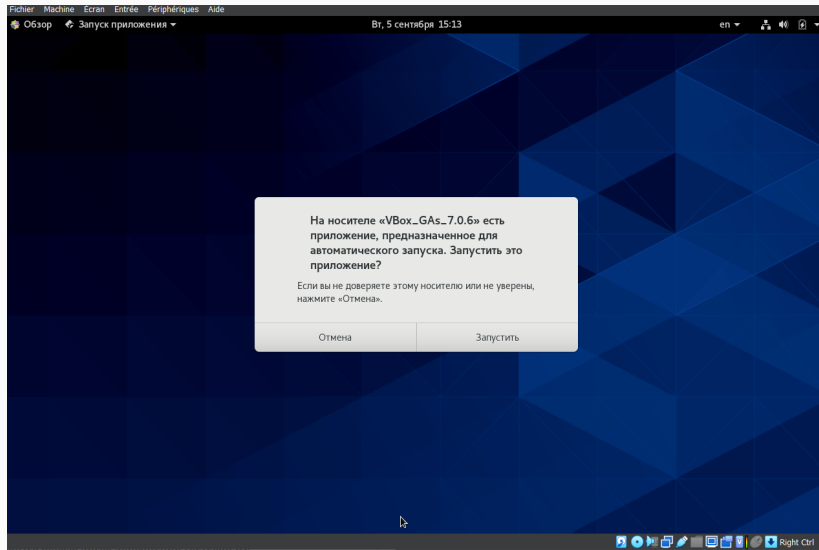 Fichier Machine Écran Entrée Périphériques Aide
Обзор Запуск приложения Вт, 5 сентября 15:13 en
На носителе «VBox_GAs_7.0.6» есть
приложение, предназначенное для
автоматического запуска. Запустить это
приложение?
Если вы не доверяете этому носителю или не уверены,
нажмите «Отмена».
Отмена Запустить
Right Ctrl